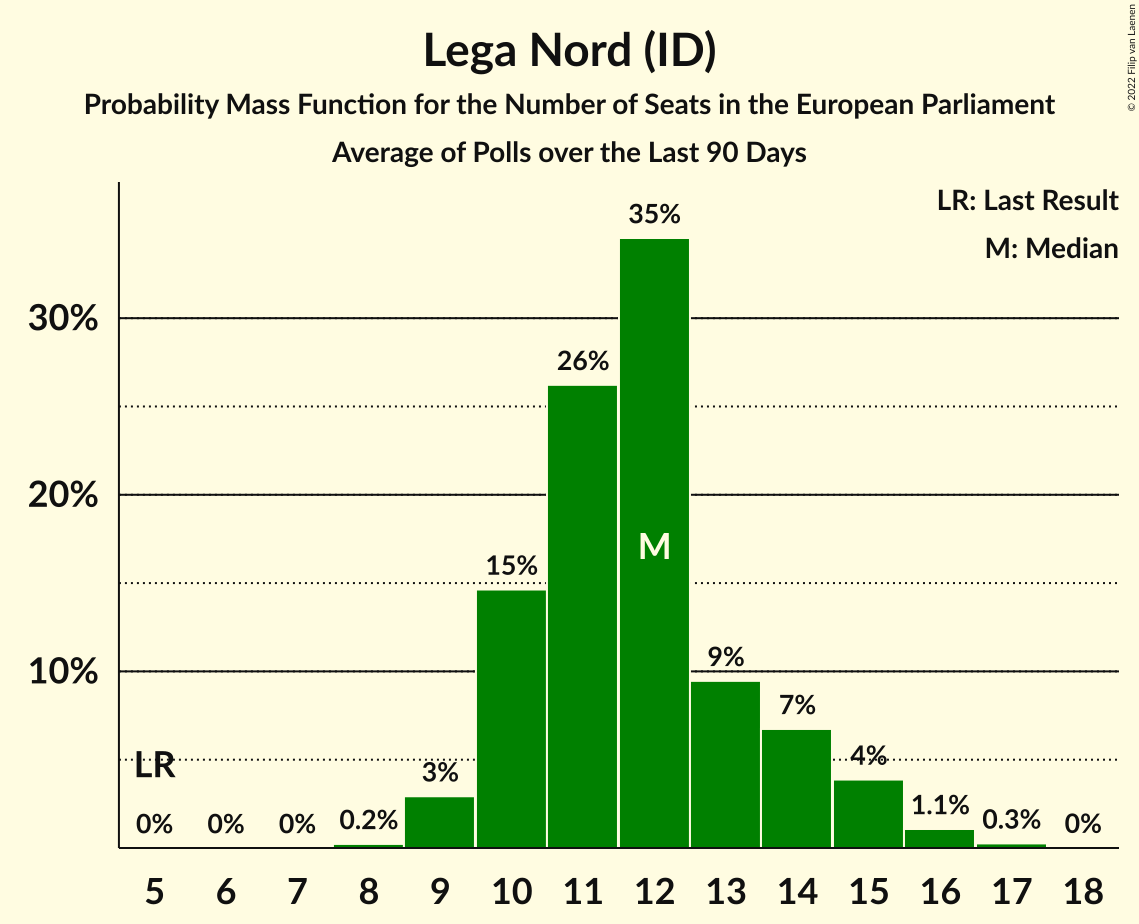 Lega Nord (ID)
Probability Mass Function for the Number of Seats in the European Parliament
Average of Polls over the Last 90 Days
© 2022 Filip van Laenen
LR: Last Result
M: Median
35%
30%
26%
20%
M
15%
10%
9%
7%
LR
4%
3%
1.1%
0% 0% 0% 0.2% 0.3% 0%
5 6 7 8 9 10 11 12 13 14 15 16 17 18